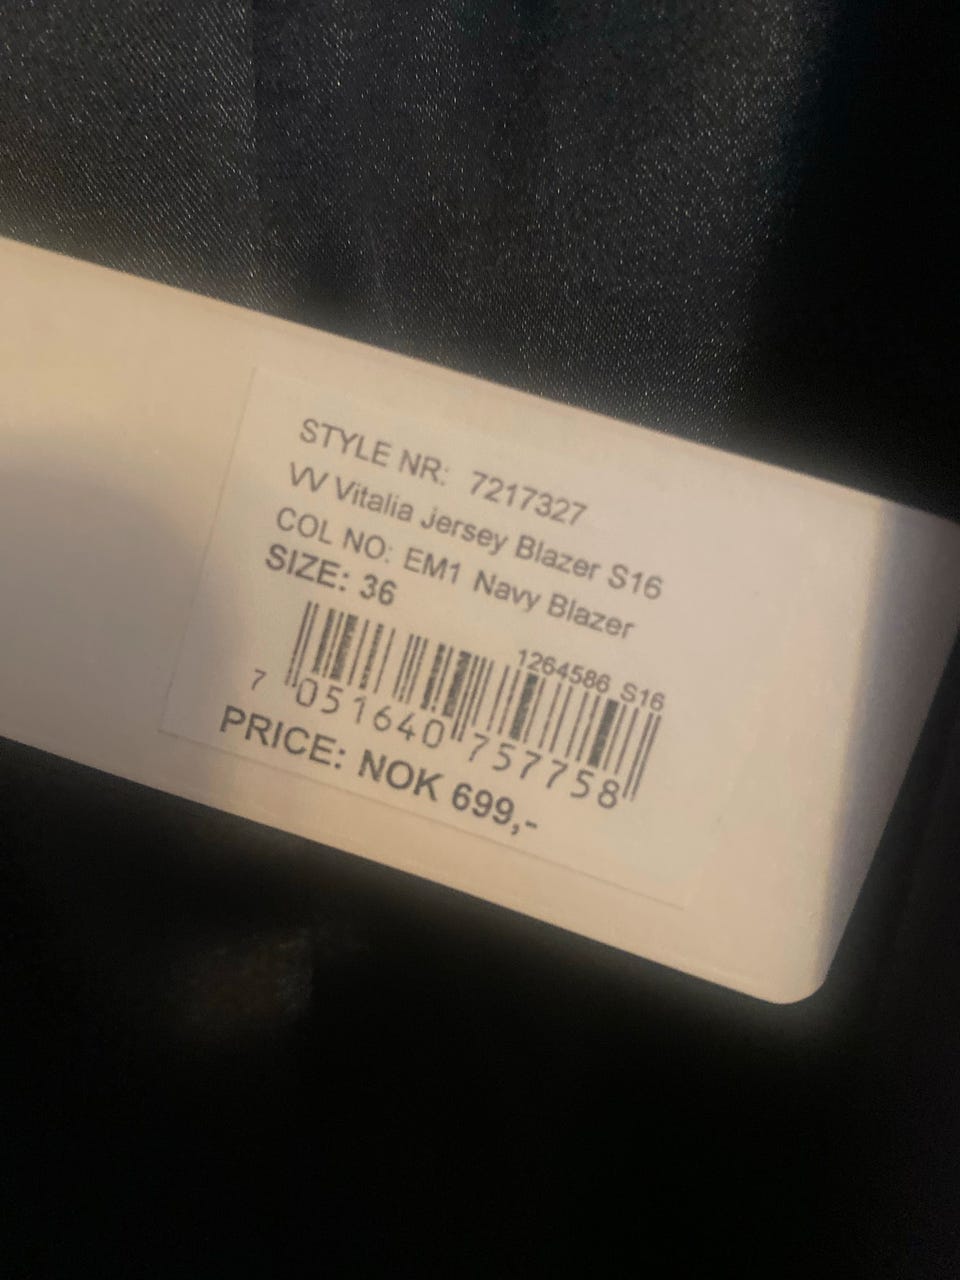 STYLE NR: 7217327
VV Vitalia Jersey Blazer S16
COL NO: EM1 Navy Blazer
SIZE: 36
1264586 S16
7 051640 757758
PRICE: NOK 699,-